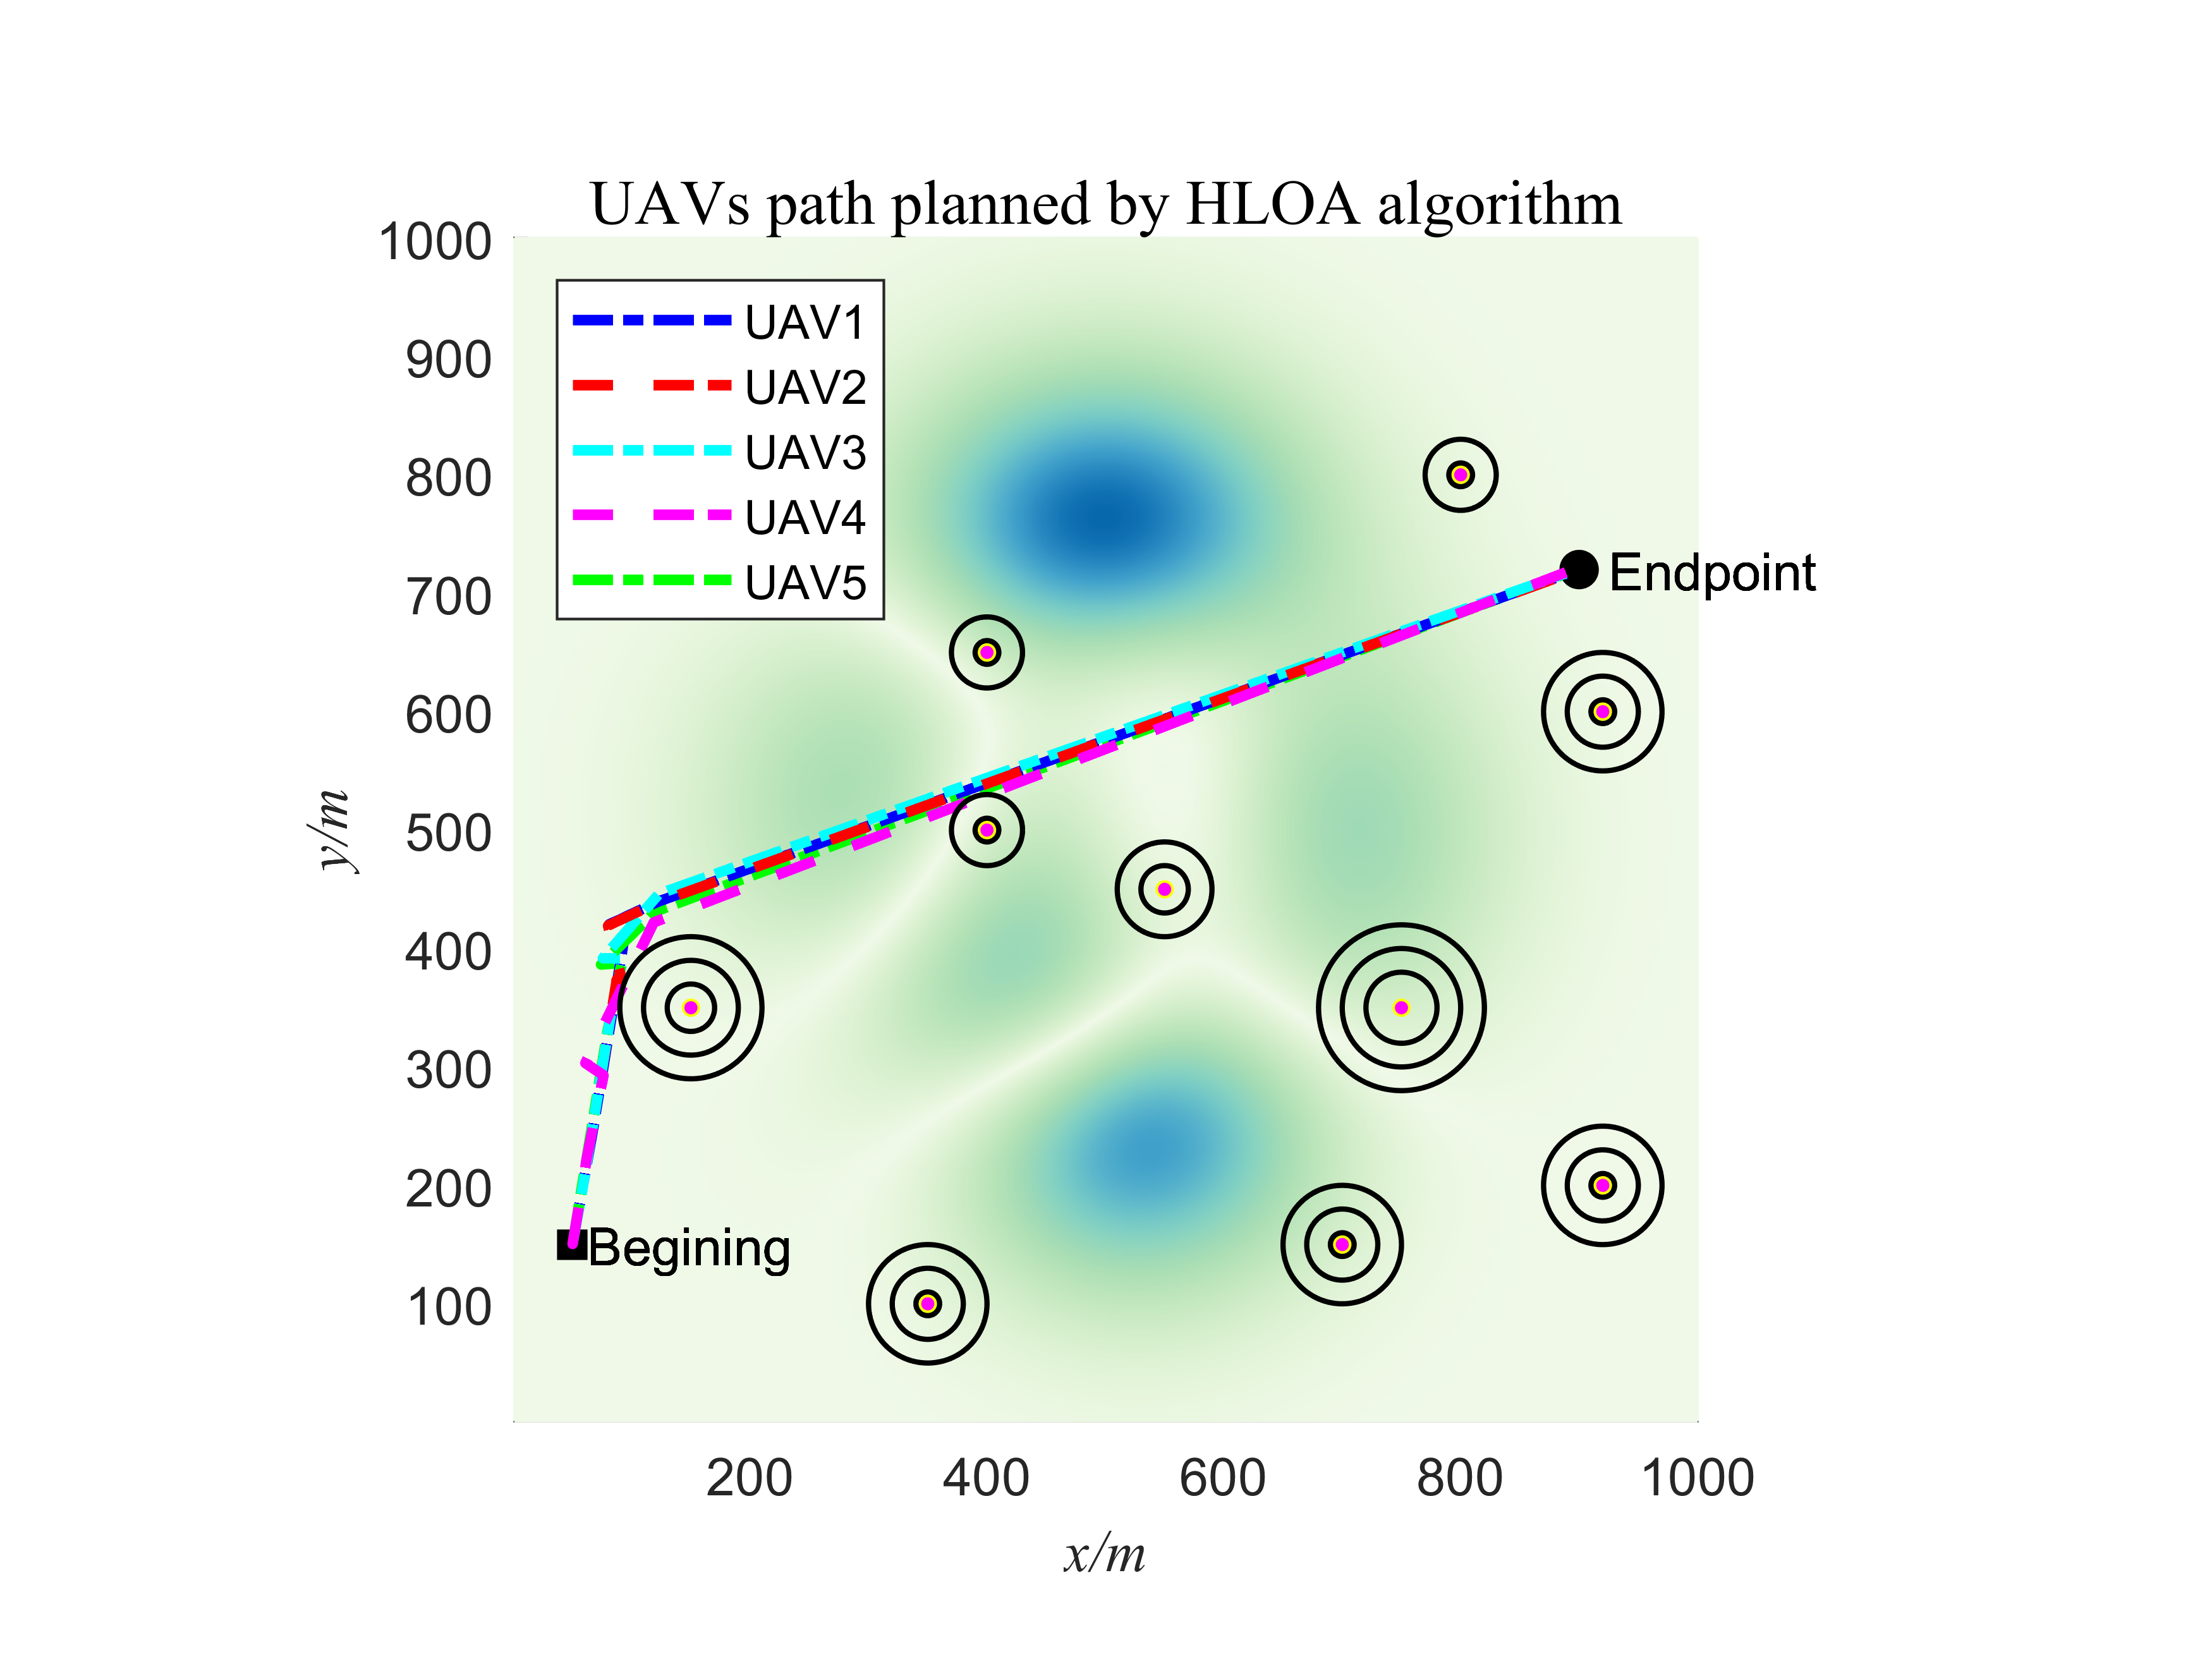 UAVs path planned by HLOA algorithm
1000
900
800
700
600
500
400
300
200
100
y/m
UAV1
UAV2
UAV3
UAV4
UAV5
Endpoint
Begining
200 400 600 800 1000
x/m